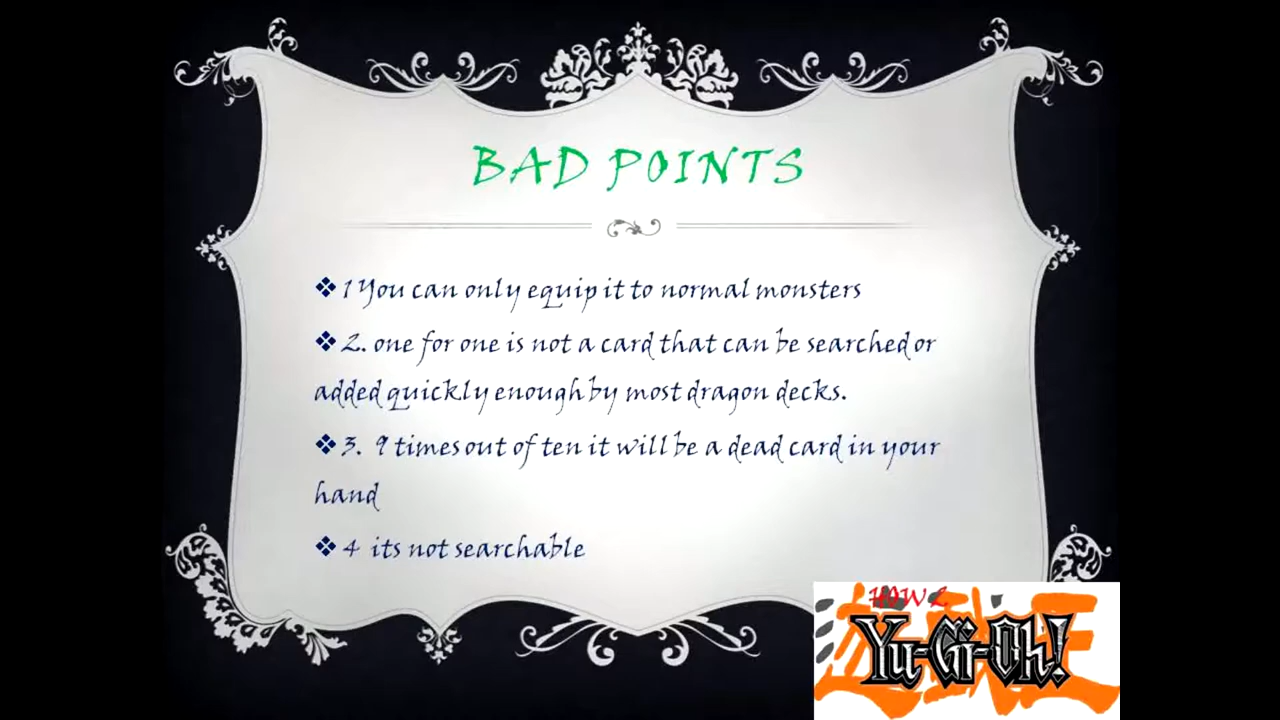 BAD POINTS
1 You can only equip it to normal monsters
2. one for one is not a card that can be searched or
added quickly enough by most dragon decks.
3. 9 times out of ten it will be a dead card in your
hand
4 its not searchable
HOW 2
Yu-Gi-Oh!